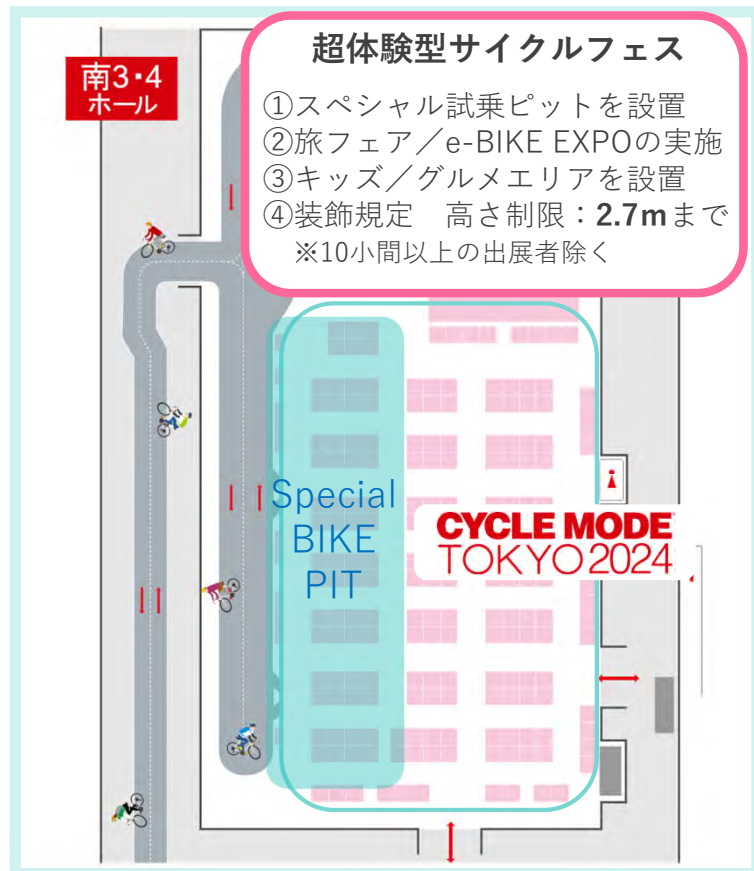 南3・4
ホール
超体験型サイクルフェス
①スペシャル試乗ピットを設置
②旅フェア／e-BIKE EXPOの実施
③キッズ／グルメエリアを設置
④装飾規定　高さ制限：2.7mまで
※10小間以上の出展者除く
Special
BIKE
PIT
CYCLE MODE
TOKYO 2024